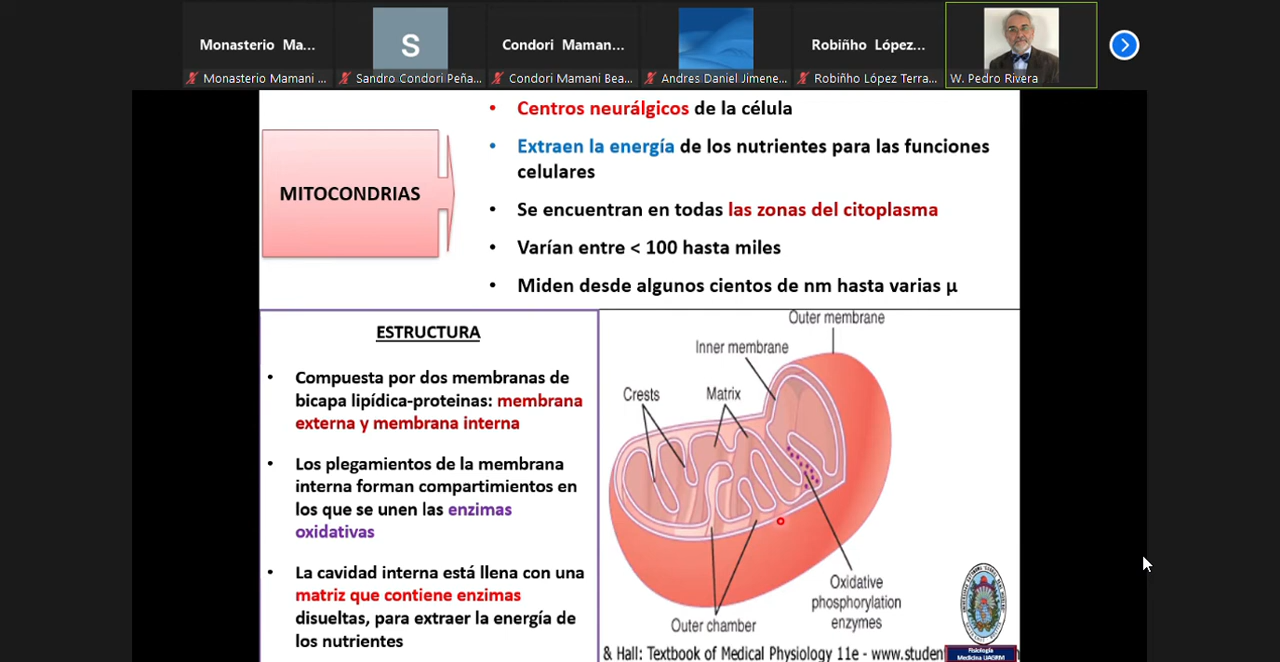 Monasterio Ma...
S
Condori Maman...
Robiñho López...
Monasterio Mamani ...
Sandro Condori Peña...
Condori Mamani Bea...
Andres Daniel Jimene...
Robiñho López Terra...
W. Pedro Rivera
MITOCONDRIAS
• Centros neurálgicos de la célula
• Extraen la energía de los nutrientes para las funciones
celulares
• Se encuentran en todas las zonas del citoplasma
• Varían entre < 100 hasta miles
• Miden desde algunos cientos de nm hasta varias µ
ESTRUCTURA
• Compuesta por dos membranas de
bicapa lipídica-proteinas: membrana
externa y membrana interna
• Los plegamientos de la membrana
interna forman compartimientos en
los que se unen las enzimas
oxidativas
• La cavidad interna está llena con una
matriz que contiene enzimas
disueltas, para extraer la energía de
los nutrientes
Outer membrane
Inner membrane
Crests
Matrix
Oxidative
phosphorylation
enzymes
Outer chamber
& Hall: Textbook of Medical Physiology 11e - www.studen
Fisiología
Medicina UAGRM